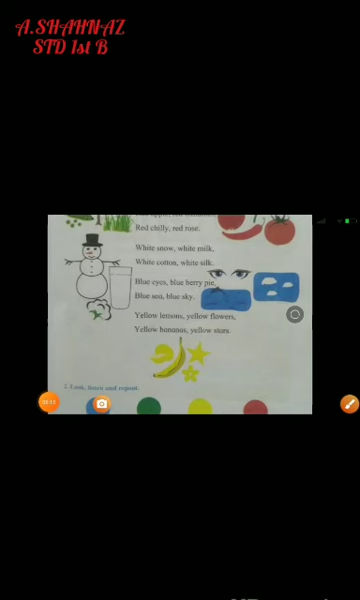 A.SHAHNAZ
STD 1st B
Red chilly, red rose.
White snow, white milk,
White cotton, white silk.
Blue eyes, blue berry pie,
Blue sea, blue sky.
Yellow lemons, yellow flowers,
Yellow bananas, yellow stars.
2. Look, listen and repeat.